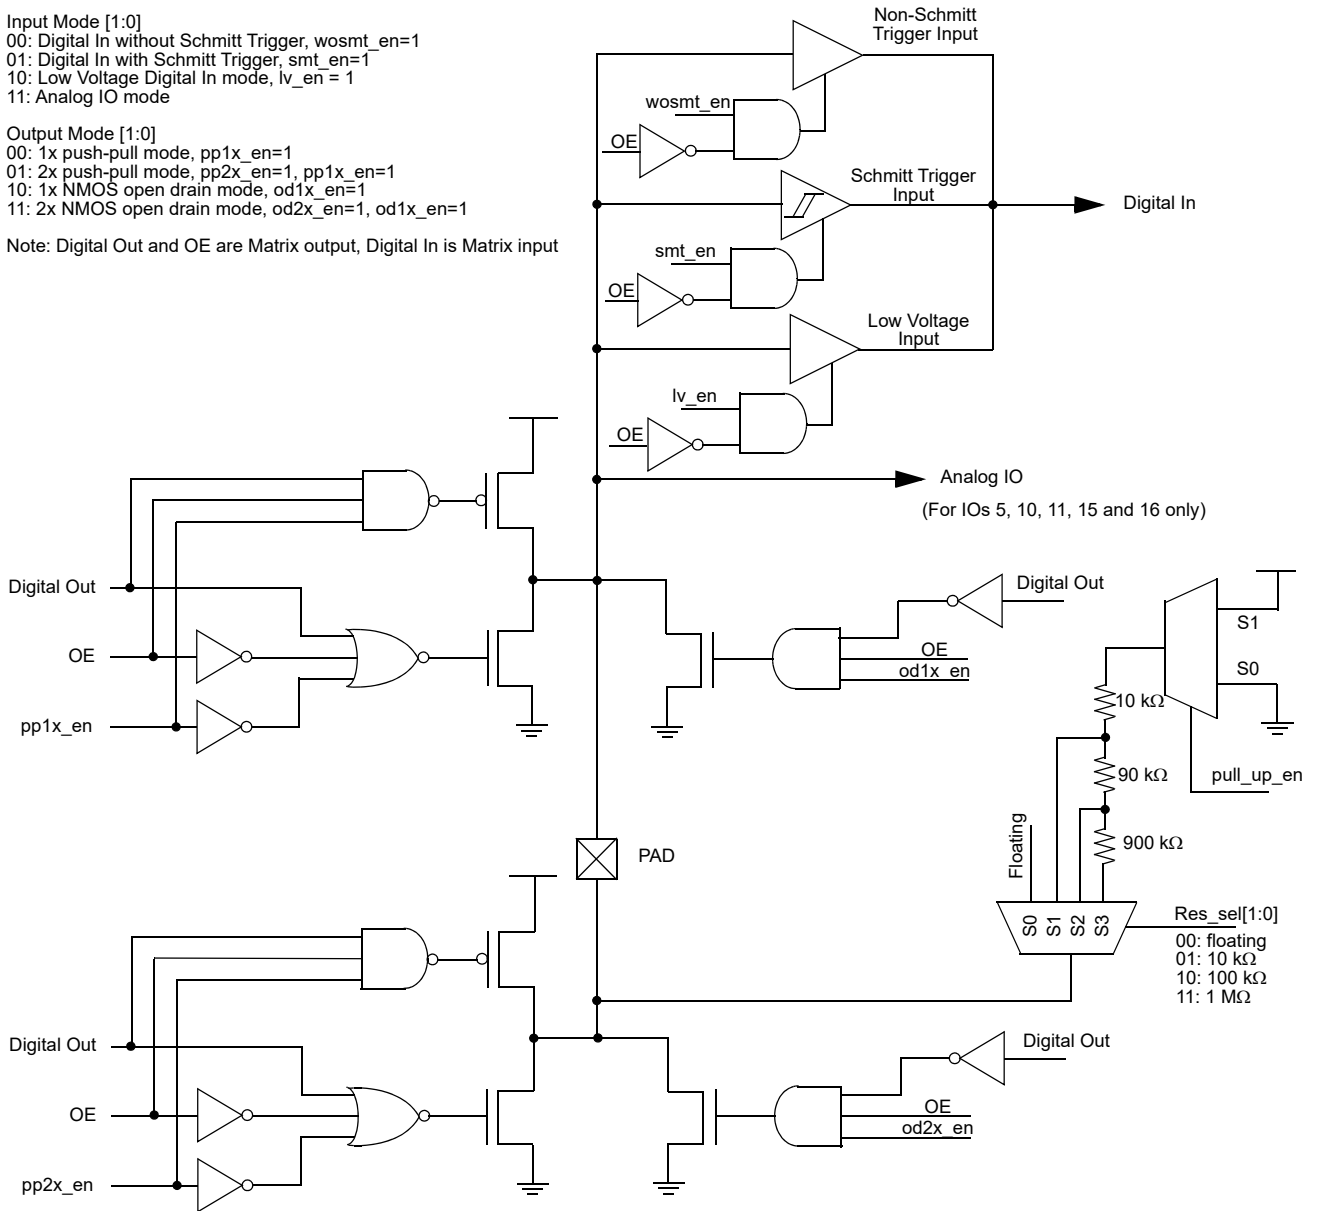 Input Mode [1:0]
00: Digital In without Schmitt Trigger, wosmt_en=1
01: Digital In with Schmitt Trigger, smt_en=1
10: Low Voltage Digital In mode, lv_en = 1
11: Analog IO mode
Output Mode [1:0]
00: 1x push-pull mode, pp1x_en=1
01: 2x push-pull mode, pp2x_en=1, pp1x_en=1
10: 1x NMOS open drain mode, od1x_en=1
11: 2x NMOS open drain mode, od2x_en=1, od1x_en=1
Note: Digital Out and OE are Matrix output, Digital In is Matrix input
Non-Schmitt
Trigger Input
wosmt_en
OE
Schmitt Trigger
Input
Digital In
smt_en
OE
Low Voltage
Input
lv_en
OE
Analog IO
(For IOs 5, 10, 11, 15 and 16 only)
Digital Out
OE
pp1x_en
Digital Out
OE
od1x_en
S1
S0
10 kΩ
90 kΩ
pull_up_en
900 kΩ
Floating
PAD
S0
S1
S2
S3
Res_sel[1:0]
00: floating
01: 10 kΩ
10: 100 kΩ
11: 1 MΩ
Digital Out
OE
pp2x_en
Digital Out
OE
od2x_en